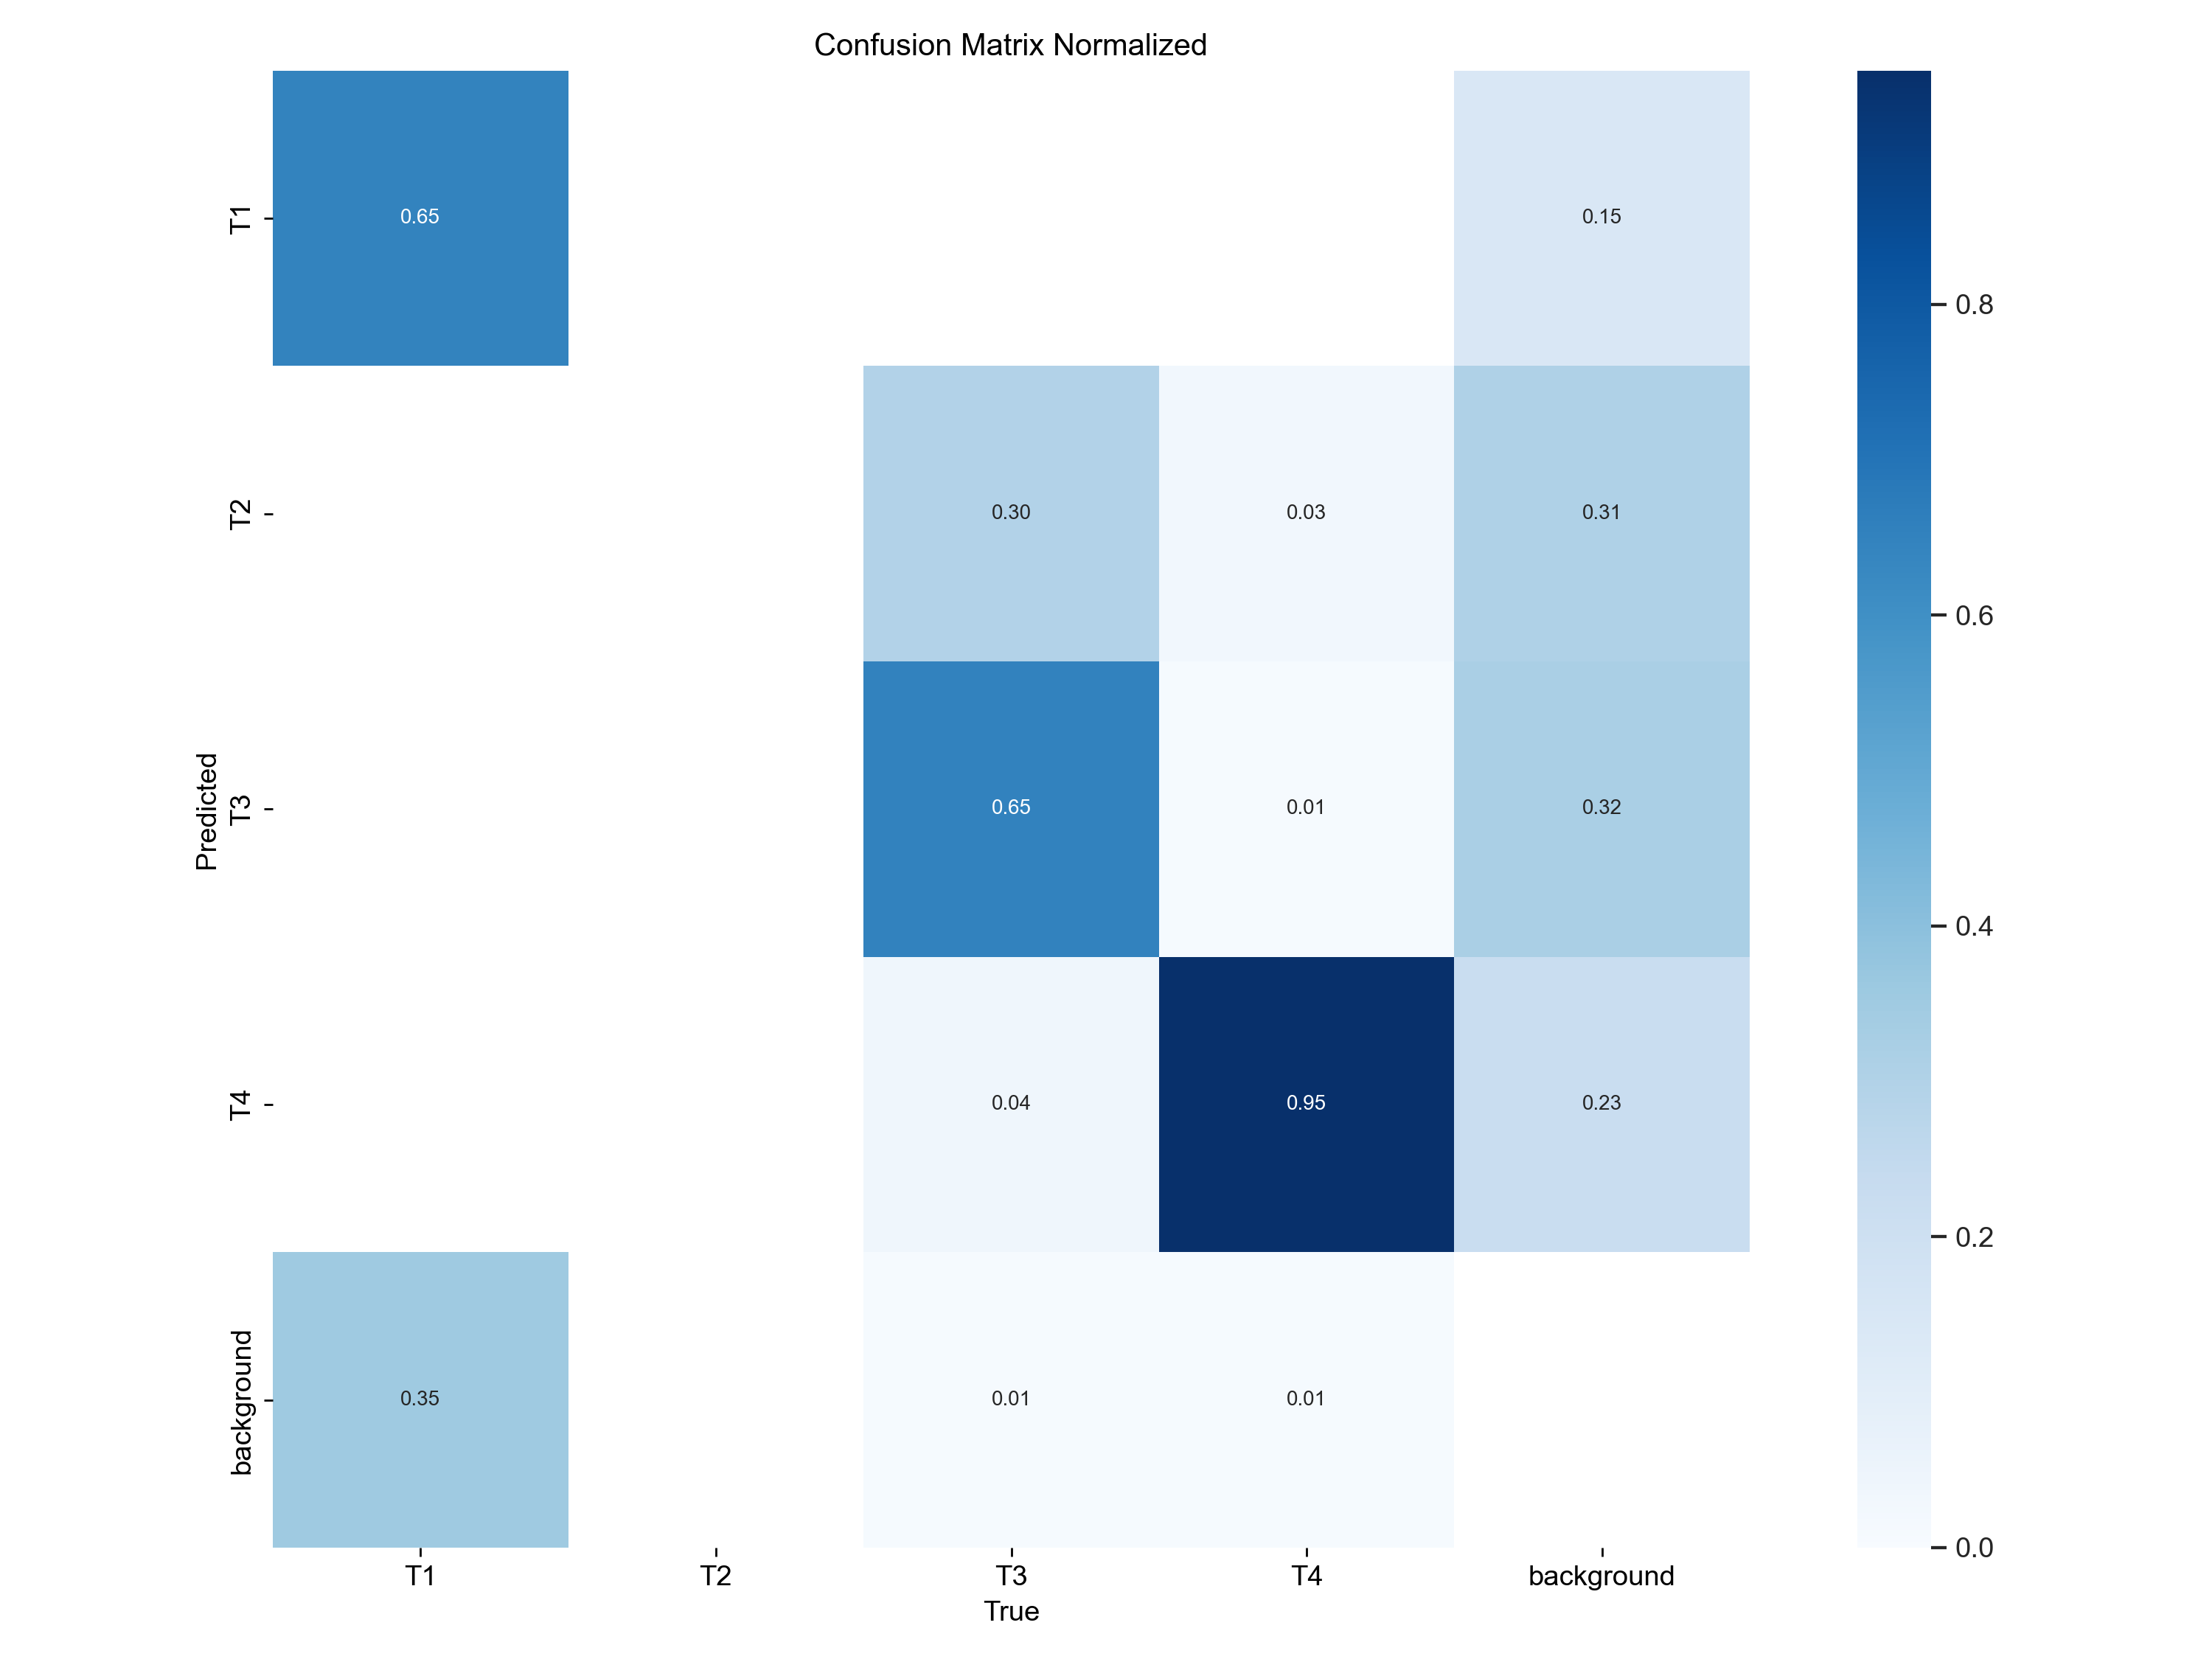 Confusion Matrix Normalized
T1
0.65
0.15
T2
0.30
0.03
0.31
Predicted
T3
0.65
0.01
0.32
T4
0.04
0.95
0.23
background
0.35
0.01
0.01
T1
T2
T3
T4
background
True
0.8
0.6
0.4
0.2
0.0